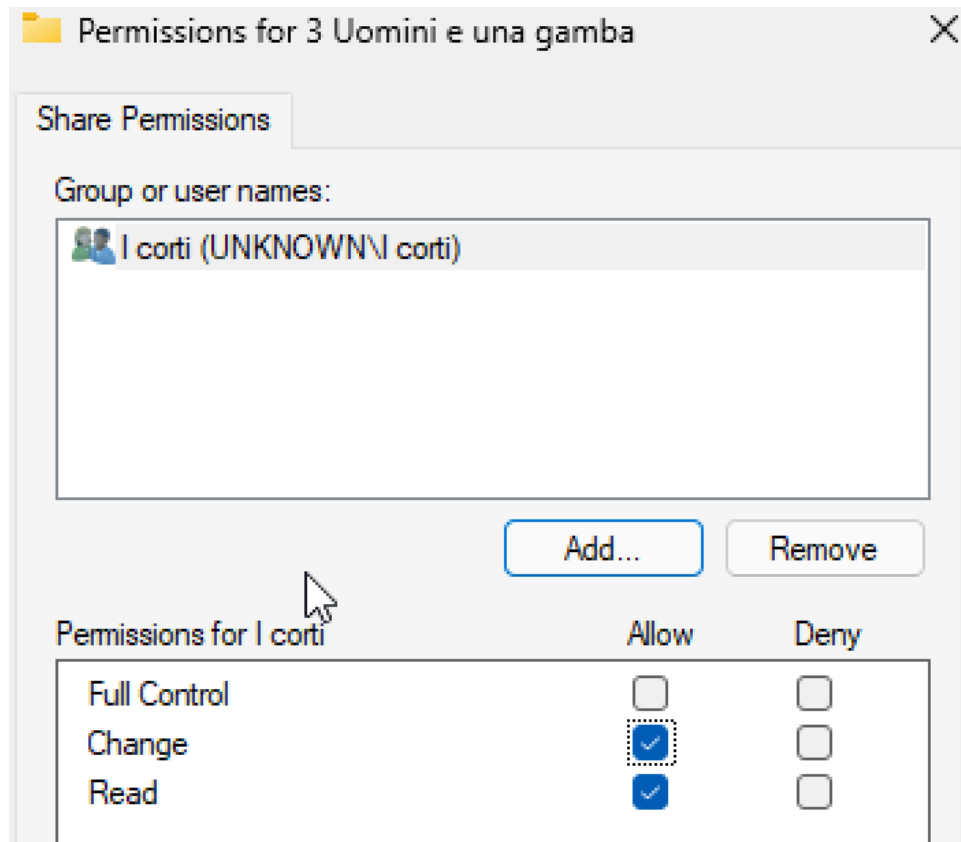 Permissions for 3 Uomini e una gamba
Share Permissions
Group or user names:
I corti (UNKNOWN\I corti)
Add...
Remove
Permissions for I corti
Allow
Deny
Full Control
Change
Read